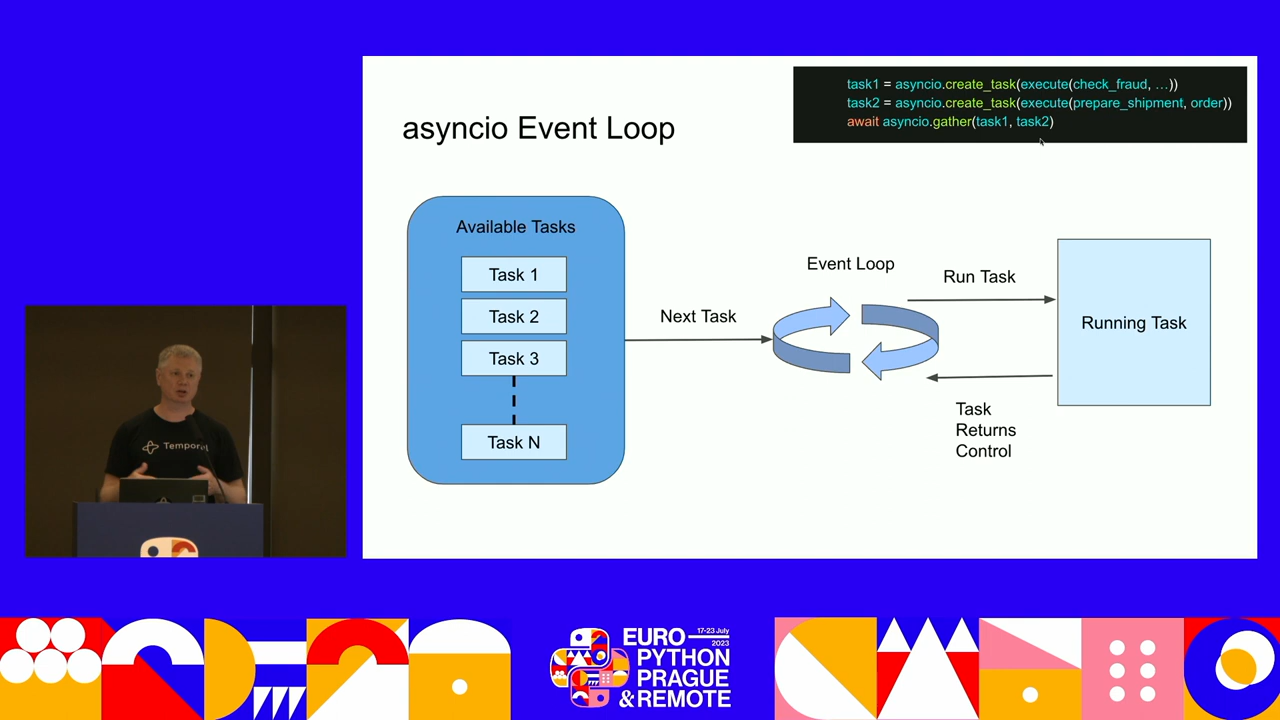 task1 = asyncio.create_task(execute(check_fraud, …))
task2 = asyncio.create_task(execute(prepare_shipment, order))
await asyncio.gather(task1, task2)
asyncio Event Loop
Available Tasks
Task 1
Task 2
Task 3
Task N
Next Task
Event Loop
Run Task
Running Task
Task
Returns
Control
Temporal
17-23 July
2023
EURO
PYTHON
PRAGUE
& REMOTE